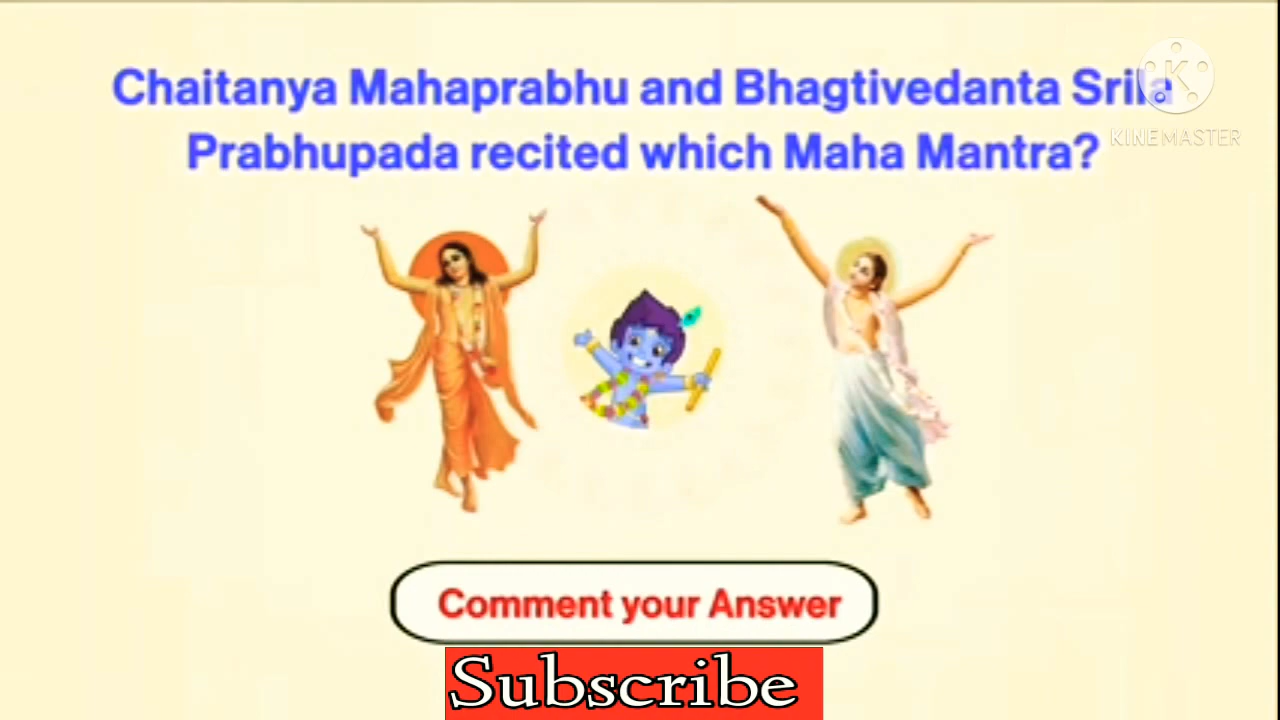 Chaitanya Mahaprabhu and Bhagtivedanta Srila
Prabhupada recited which Maha Mantra?
K
KINEMASTER
Comment your Answer
Subscribe